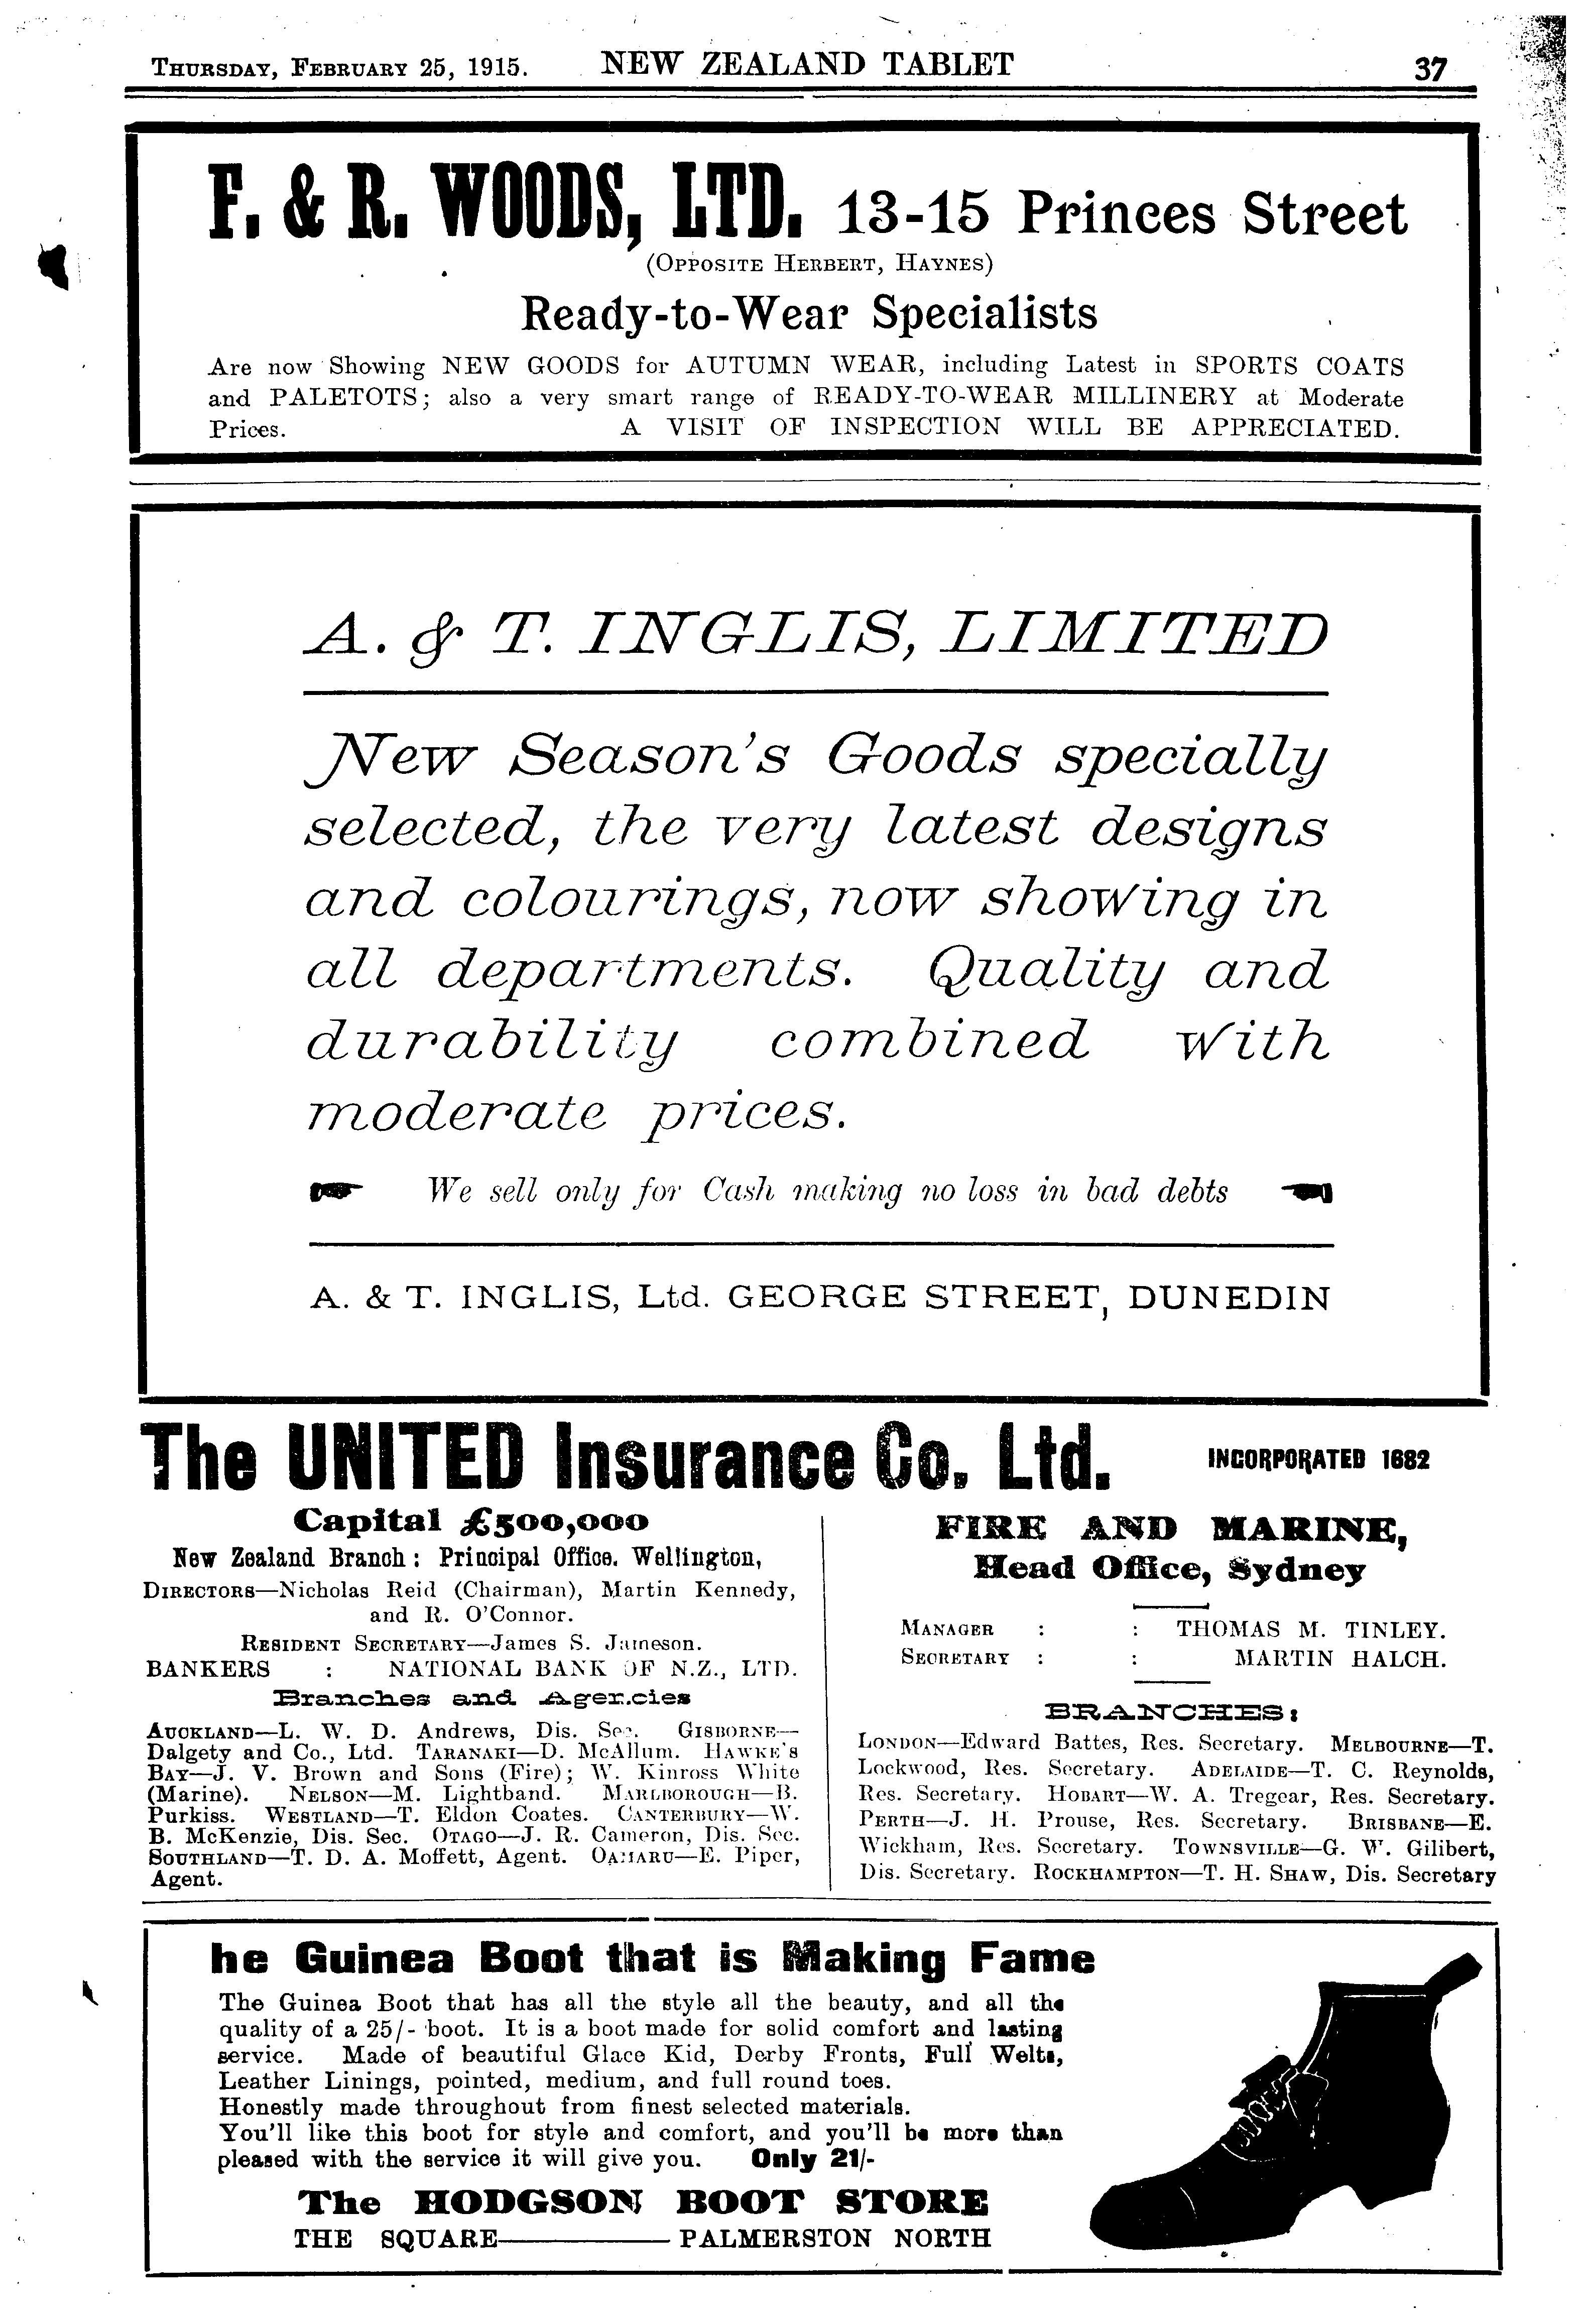 THURSDAY, FEBRUARY 25, 1915. NEW ZEALAND TABLET 37
F. & R. WOODS, LTD. 13-15 Princes Street
(OPPOSITE HERBERT, HAYNES)
Ready-to-Wear Specialists
Are now Showing NEW GOODS for AUTUMN WEAR, including Latest in SPORTS COATS
and PALETOTS; also a very smart range of READY-TO-WEAR MILLINERY at Moderate
Prices. A VISIT OF INSPECTION WILL BE APPRECIATED.
A. & T. INGLIS, LIMITED
New Season's Goods specially
selected, the very latest designs
and colourings, now showing in
all departments. Quality and
durability combined with
moderate prices.
We sell only for Cash making no loss in bad debts
A. & T. INGLIS, Ltd. GEORGE STREET, DUNEDIN
The UNITED Insurance Co. Ltd. INCORPORATED 1682
Capital £500,000
New Zealand Branch: Principal Office. Wellington,
DIRECTORS—Nicholas Reid (Chairman), Martin Kennedy,
and R. O'Connor.
RESIDENT SECRETARY—James S. Jameson.
BANKERS : NATIONAL BANK OF N.Z., LTD.
Branches and Agencies
AUCKLAND—L. W. D. Andrews, Dis. Sec. GISBORNE—
Dalgety and Co., Ltd. TARANAKI—D. McAllum. HAWKE'S
BAY—J. V. Brown and Sons (Fire); W. Kinross White
(Marine). NELSON—M. Lightband. MARLBOROUGH—B.
Purkiss. WESTLAND—T. Eldon Coates. CANTERBURY—W.
B. McKenzie, Dis. Sec. OTAGO—J. R. Cameron, Dis. Sec.
SOUTHLAND—T. D. A. Moffett, Agent. OAMARU—E. Piper,
Agent.
FIRE AND MARINE,
Head Office, Sydney
MANAGER : : THOMAS M. TINLEY.
SECRETARY : : MARTIN HALCH.
BRANCHES:
LONDON—Edward Battes, Res. Secretary. MELBOURNE—T.
Lockwood, Res. Secretary. ADELAIDE—T. C. Reynolds,
Res. Secretary. HOBART—W. A. Tregear, Res. Secretary.
PERTH—J. H. Prouse, Res. Secretary. BRISBANE—E.
Wickham, Res. Secretary. TOWNSVILLE—G. W. Gilibert,
Dis. Secretary. ROCKHAMPTON—T. H. SHAW, Dis. Secretary
he Guinea Boot that is Making Fame
The Guinea Boot that has all the style all the beauty, and all the
quality of a 25/- boot. It is a boot made for solid comfort and lasting
service. Made of beautiful Glace Kid, Derby Fronts, Full Welts,
Leather Linings, pointed, medium, and full round toes.
Honestly made throughout from finest selected materials.
You'll like this boot for style and comfort, and you'll be more than
pleased with the service it will give you. Only 21/-
The HODGSON BOOT STORE
THE SQUARE———PALMERSTON NORTH